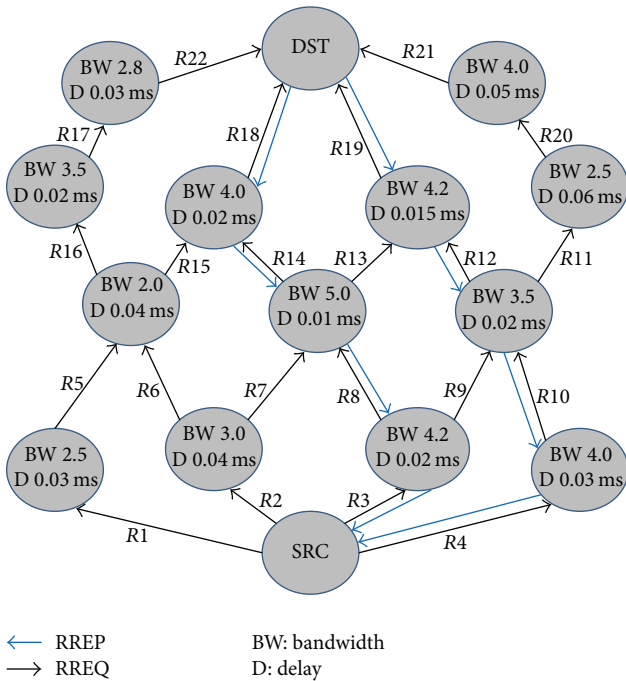 DST
R22
R21
BW 2.8
D 0.03 ms
BW 4.0
D 0.05 ms
R17
R18
R19
R20
BW 3.5
D 0.02 ms
BW 4.0
D 0.02 ms
BW 4.2
D 0.015 ms
BW 2.5
D 0.06 ms
R16
R15
R14
R13
R12
R11
BW 2.0
D 0.04 ms
BW 5.0
D 0.01 ms
BW 3.5
D 0.02 ms
R5
R6
R7
R8
R9
R10
BW 2.5
D 0.03 ms
BW 3.0
D 0.04 ms
BW 4.2
D 0.02 ms
BW 4.0
D 0.03 ms
R1
R2
R3
R4
SRC
RREP
BW: bandwidth
RREQ
D: delay